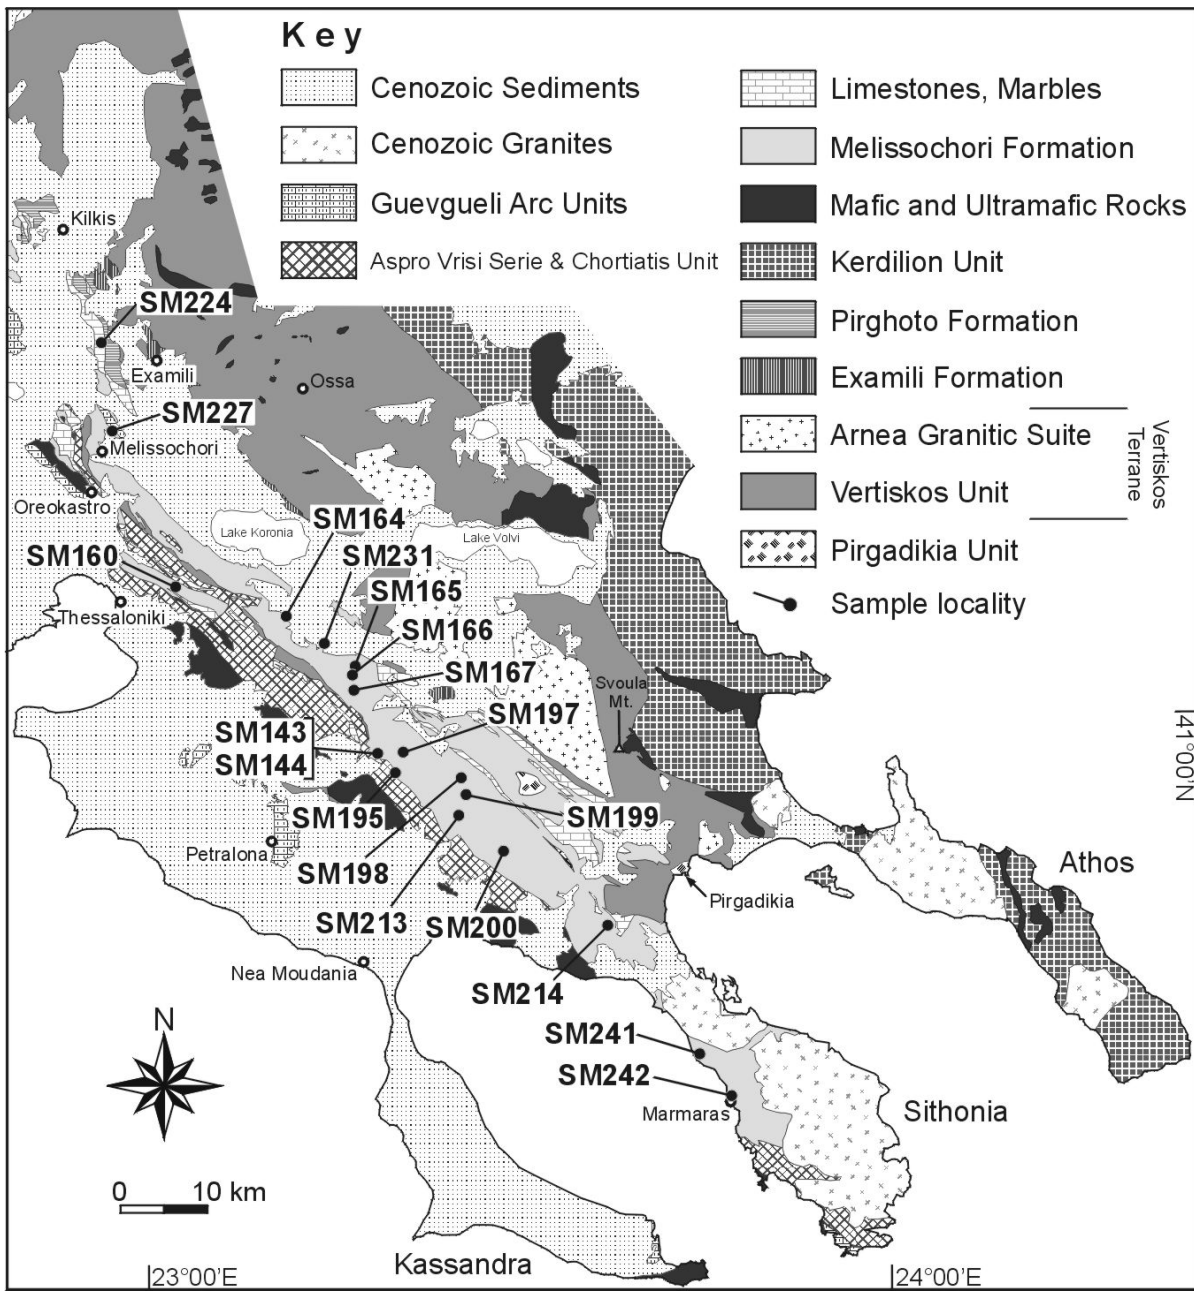 Key
Cenozoic Sediments
Cenozoic Granites
Guevgueli Arc Units
Aspro Vrisi Serie & Chortiatis Unit
Limestones, Marbles
Melissochori Formation
Mafic and Ultramafic Rocks
Kerdilion Unit
Pirghoto Formation
Examili Formation
Arnea Granitic Suite
Vertiskos Unit
Vertiskos
Terrane
Pirgadikia Unit
Sample locality
Kilkis
SM224
Examili
Ossa
SM227
Melissochori
Oreokastro
Lake Koronia
SM164
Lake Volvi
SM231
SM160
SM165
Thessaloniki
SM166
SM167
Svoula
Mt.
SM197
SM143
SM144
41°00'N
SM195
SM199
Petralona
SM198
Athos
Pirgadikia
SM213
SM200
Nea Moudania
SM214
N
SM241
SM242
Marmaras
Sithonia
0 10 km
Kassandra
23°00'E
24°00'E